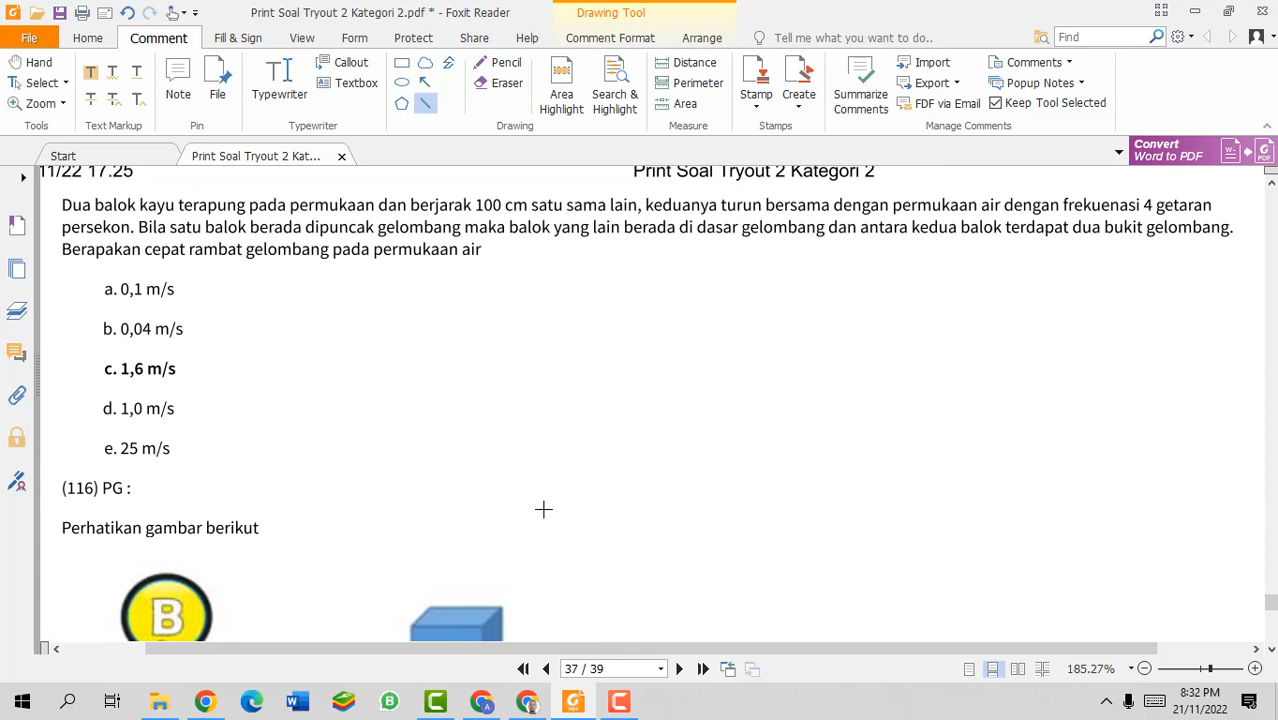 Print Soal Tryout 2 Kategori 2.pdf * - Foxit Reader
Drawing Tool
File Home Comment Fill & Sign View Form Protect Share Help Comment Format Arrange Tell me what you want to do.. Find
Hand
Select
Zoom
Tools
Text Markup
Note
File
Pin
Typewriter
Callout
Textbox
Typewriter
Pencil
Eraser
Drawing
Area Highlight
Search & Highlight
Distance
Perimeter
Area
Measure
Stamp
Create
Stamps
Summarize Comments
Import
Export
FDF via Email
Comments
Popup Notes
Keep Tool Selected
Manage Comments
Start
Print Soal Tryout 2 Kat...
Convert
Word to PDF
11/22 17.25 Print Soal Tryout 2 Kategori 2
Dua balok kayu terapung pada permukaan dan berjarak 100 cm satu sama lain, keduanya turun bersama dengan permukaan air dengan frekuenasi 4 getaran
persekon. Bila satu balok berada dipuncak gelombang maka balok yang lain berada di dasar gelombang dan antara kedua balok terdapat dua bukit gelombang.
Berapakan cepat rambat gelombang pada permukaan air
a. 0,1 m/s
b. 0,04 m/s
c. 1,6 m/s
d. 1,0 m/s
e. 25 m/s
(116) PG :
Perhatikan gambar berikut
B
37 / 39
185.27%
8:32 PM
21/11/2022